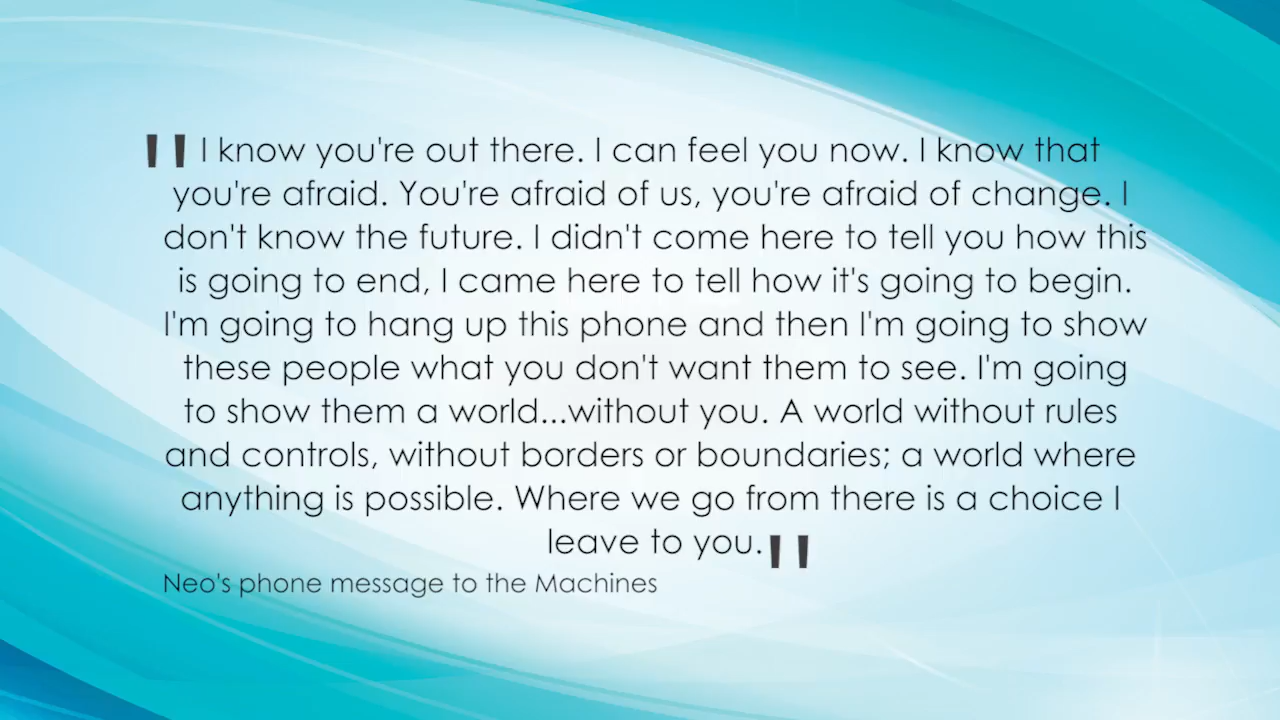 "I know you're out there. I can feel you now. I know that
you're afraid. You're afraid of us, you're afraid of change. I
don't know the future. I didn't come here to tell you how this
is going to end, I came here to tell how it's going to begin.
I'm going to hang up this phone and then I'm going to show
these people what you don't want them to see. I'm going
to show them a world...without you. A world without rules
and controls, without borders or boundaries; a world where
anything is possible. Where we go from there is a choice I
leave to you."
Neo's phone message to the Machines